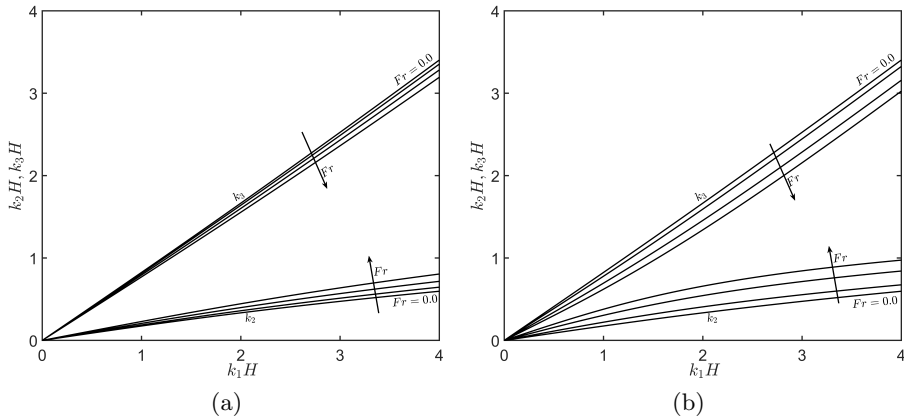 4
3
2
1
0
k₂H, k₃H
Fr = 0.0
Fr
k₃
Fr
Fr = 0.0
k₂
0 1 2 3 4
k₁H
(a)
4
3
2
1
0
k₂H, k₃H
Fr = 0.0
Fr
k₃
Fr
Fr = 0.0
k₂
0 1 2 3 4
k₁H
(b)